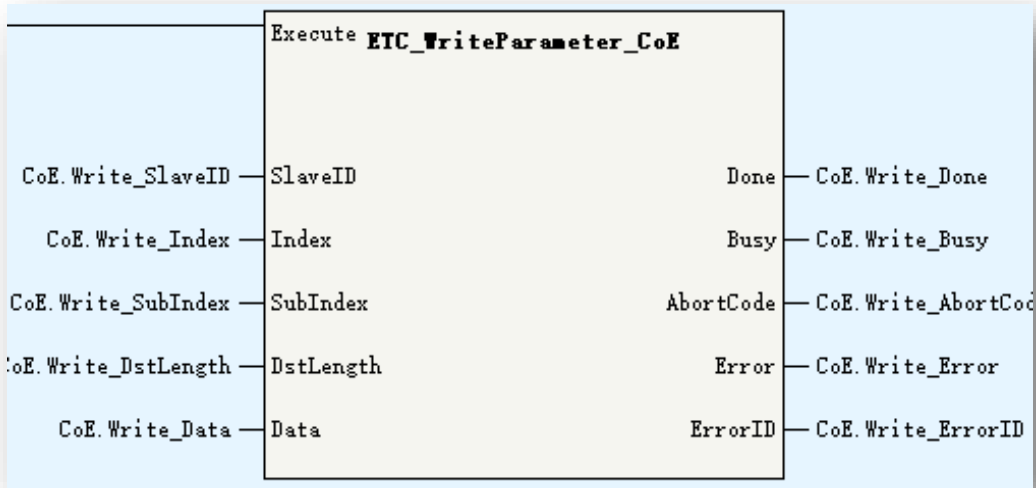 Execute ETC_WriteParameter_CoE
CoE.Write_SlaveID SlaveID Done CoE.Write_Done
CoE.Write_Index Index Busy CoE.Write_Busy
CoE.Write_SubIndex SubIndex AbortCode CoE.Write_AbortCod
oE.Write_DstLength DstLength Error CoE.Write_Error
CoE.Write_Data Data ErrorID CoE.Write_ErrorID